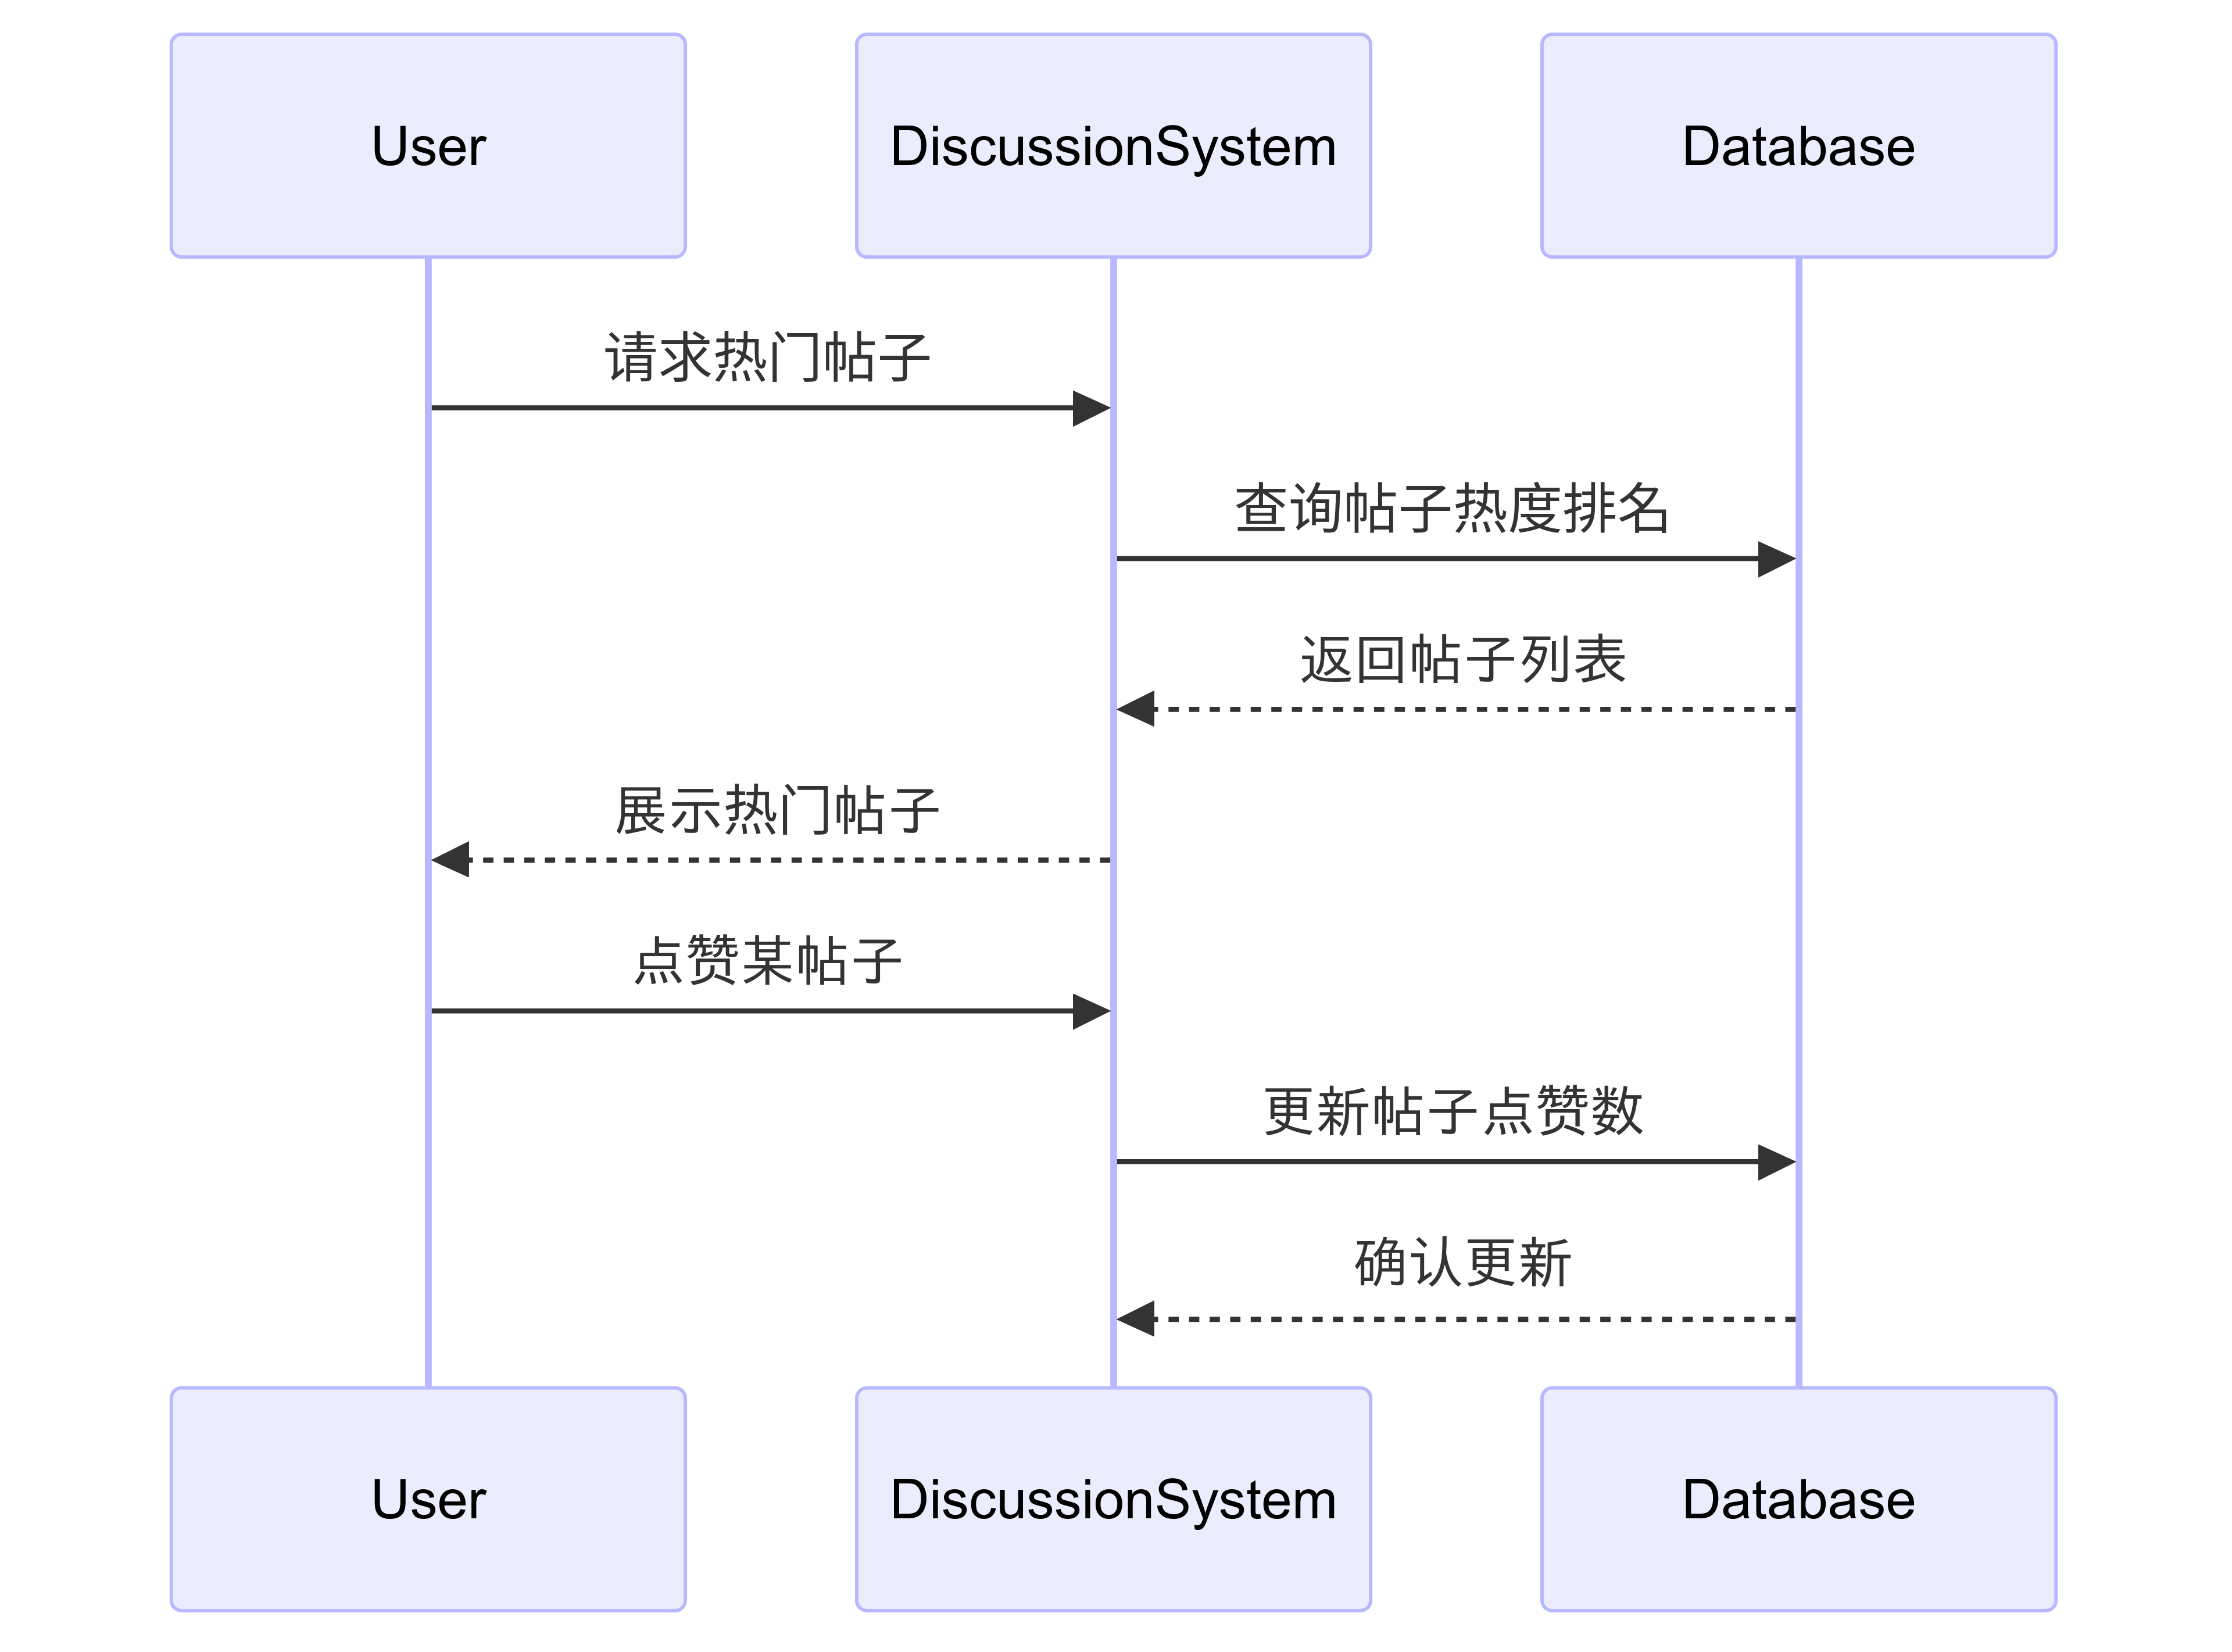 User
DiscussionSystem
Database
请求热门帖子
查询帖子热度排名
返回帖子列表
展示热门帖子
点赞某帖子
更新帖子点赞数
确认更新
User
DiscussionSystem
Database